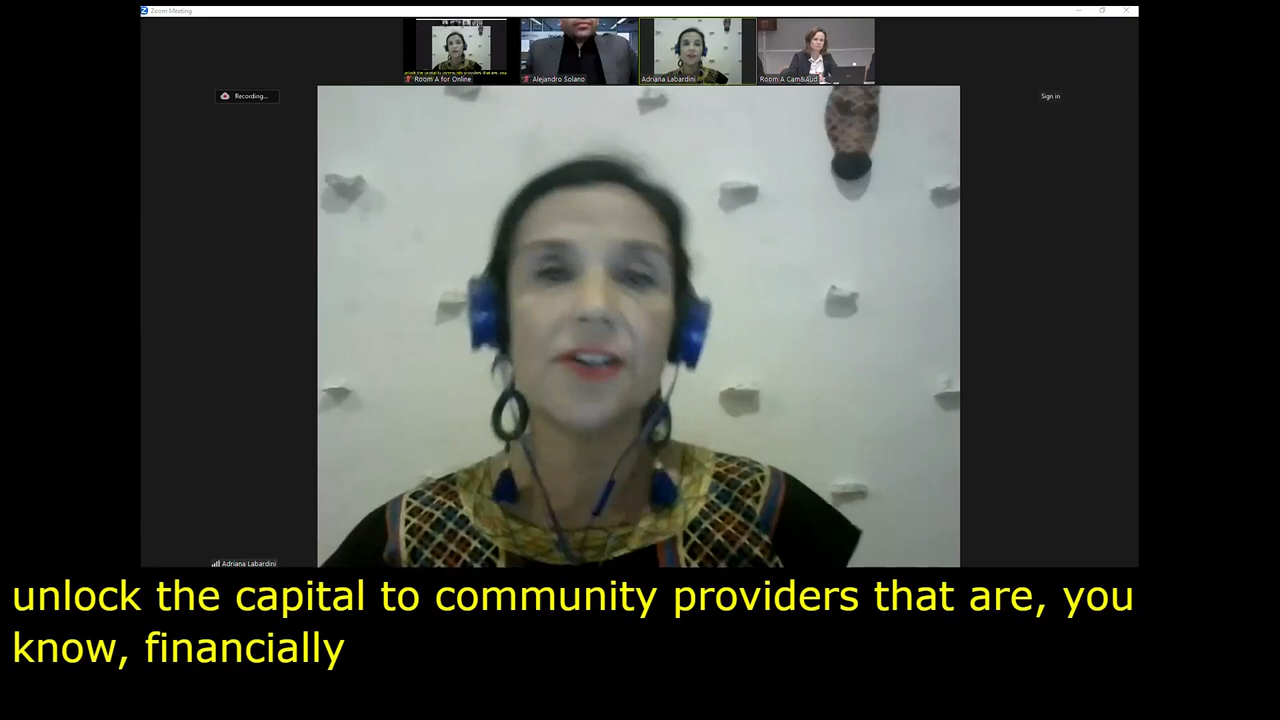 Zoom Meeting
Room A for Online
Alejandro Solano
Adriana Labardini
Room A Cam&Aud
Recording...
Sign in
Adriana Labardini
unlock the capital to community providers that are, you
know, financially